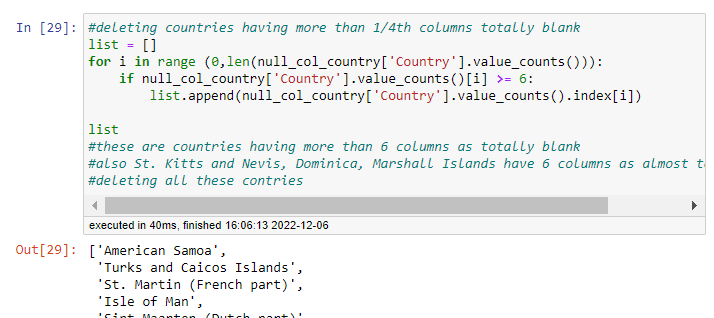 In [29]: #deleting countries having more than 1/4th columns totally blank
list = []
for i in range (0,len(null_col_country['Country'].value_counts())):
    if null_col_country['Country'].value_counts()[i] >= 6:
        list.append(null_col_country['Country'].value_counts().index[i])

list
#these are countries having more than 6 columns as totally blank
#also St. Kitts and Nevis, Dominica, Marshall Islands have 6 columns as almost
#deleting all these contries
executed in 40ms, finished 16:06:13 2022-12-06
Out[29]: ['American Samoa',
'Turks and Caicos Islands',
'St. Martin (French part)',
'Isle of Man',
'Sint Maarten (Dutch part)',